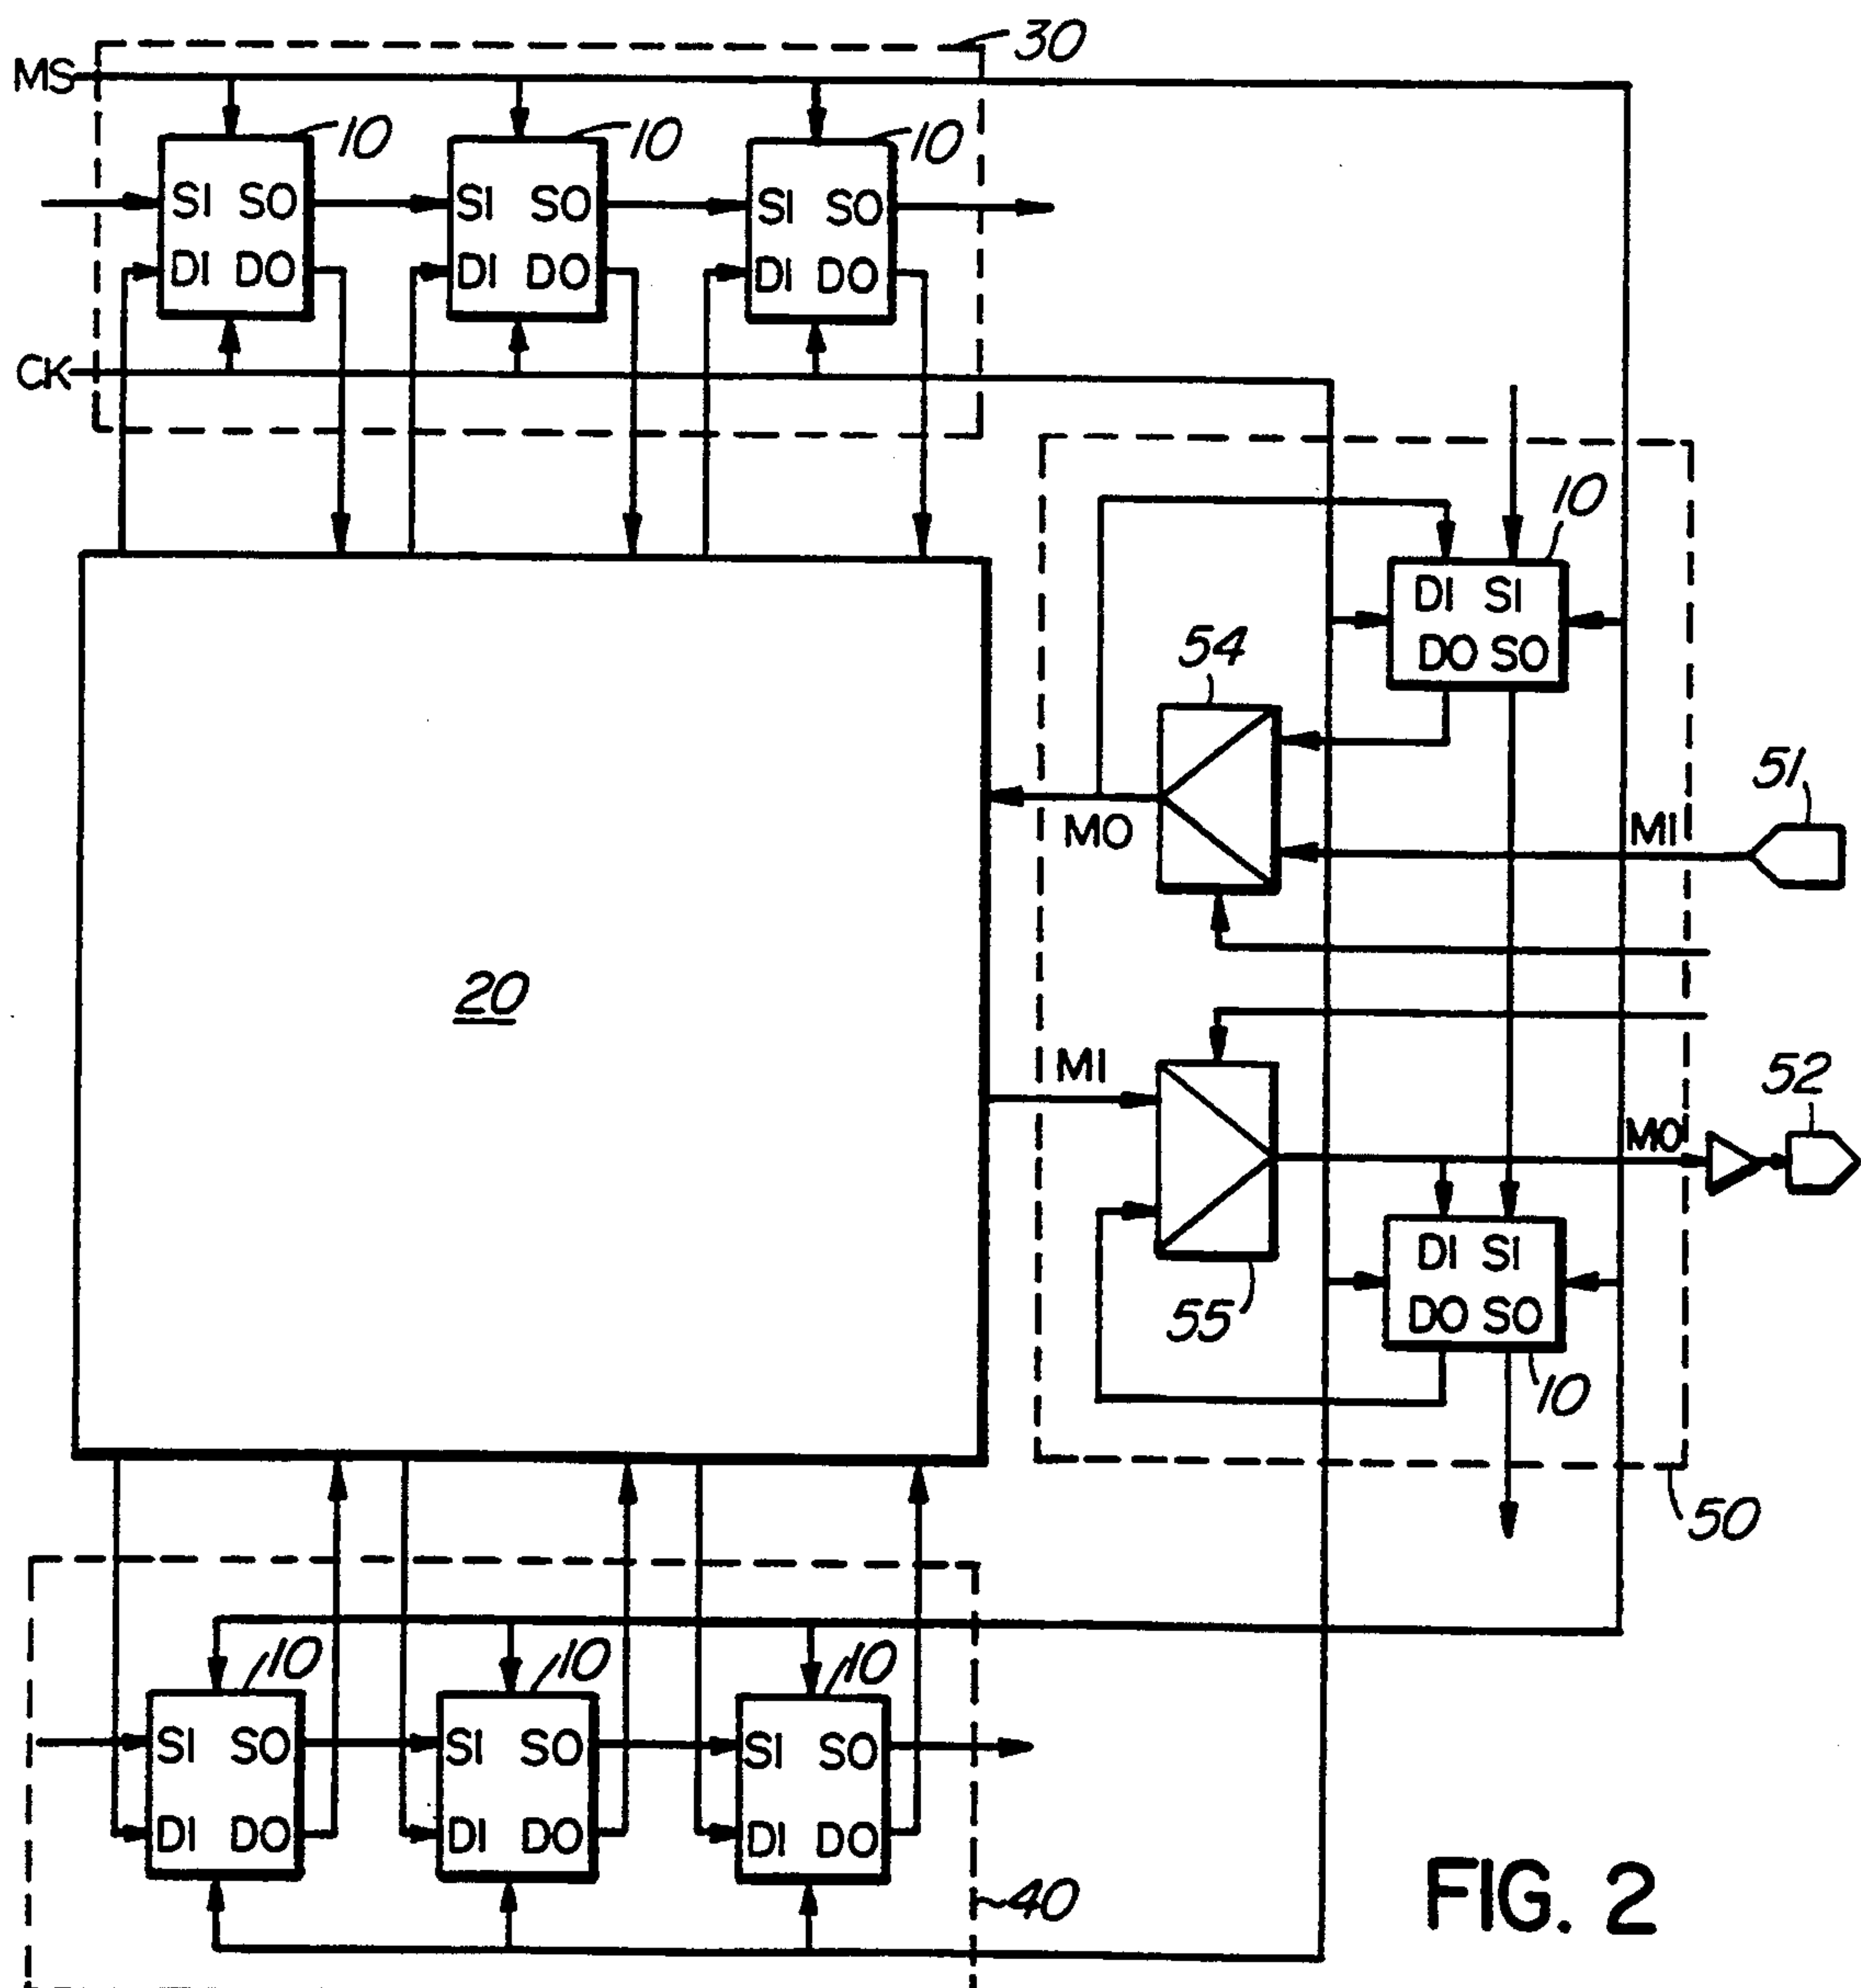 30
MS
10 10 10
SI SO SI SO SI SO
DI DO DI DO DI DO
CK
10
DI SI
DO SO
54
51
MO
MI
20
MI
52
MO
DI SI
DO SO
55
10
50
10 10 10
SI SO SI SO SI SO
DI DO DI DO DI DO
40
FIG. 2